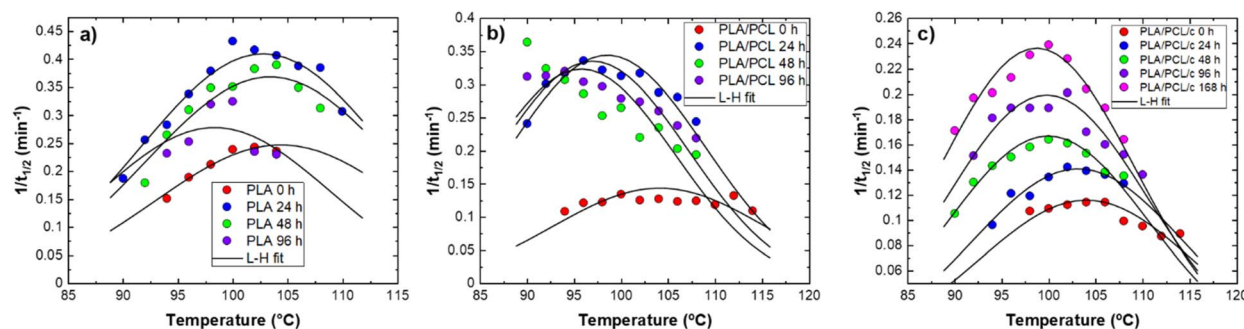 a)
1/t1/2 (min-1)
0.45
0.4
0.35
0.3
0.25
0.2
0.15
0.1
0.05
0
PLA 0 h
PLA 24 h
PLA 48 h
PLA 96 h
L-H fit
85 90 95 100 105 110 115
Temperature (°C)
b)
1/t1/2 (min-1)
0.4
0.35
0.3
0.25
0.2
0.15
0.1
0.05
0
PLA/PCL 0 h
PLA/PCL 24 h
PLA/PCL 48 h
PLA/PCL 96 h
L-H fit
85 90 95 100 105 110 115 120
Temperature (ºC)
c)
1/t1/2 (min-1)
0.26
0.24
0.22
0.2
0.18
0.16
0.14
0.12
0.1
0.08
0.06
PLA/PCL/c 0 h
PLA/PCL/c 24 h
PLA/PCL/c 48 h
PLA/PCL/c 96 h
PLA/PCL/c 168 h
L-H fit
85 90 95 100 105 110 115 120
Temperature (ºC)